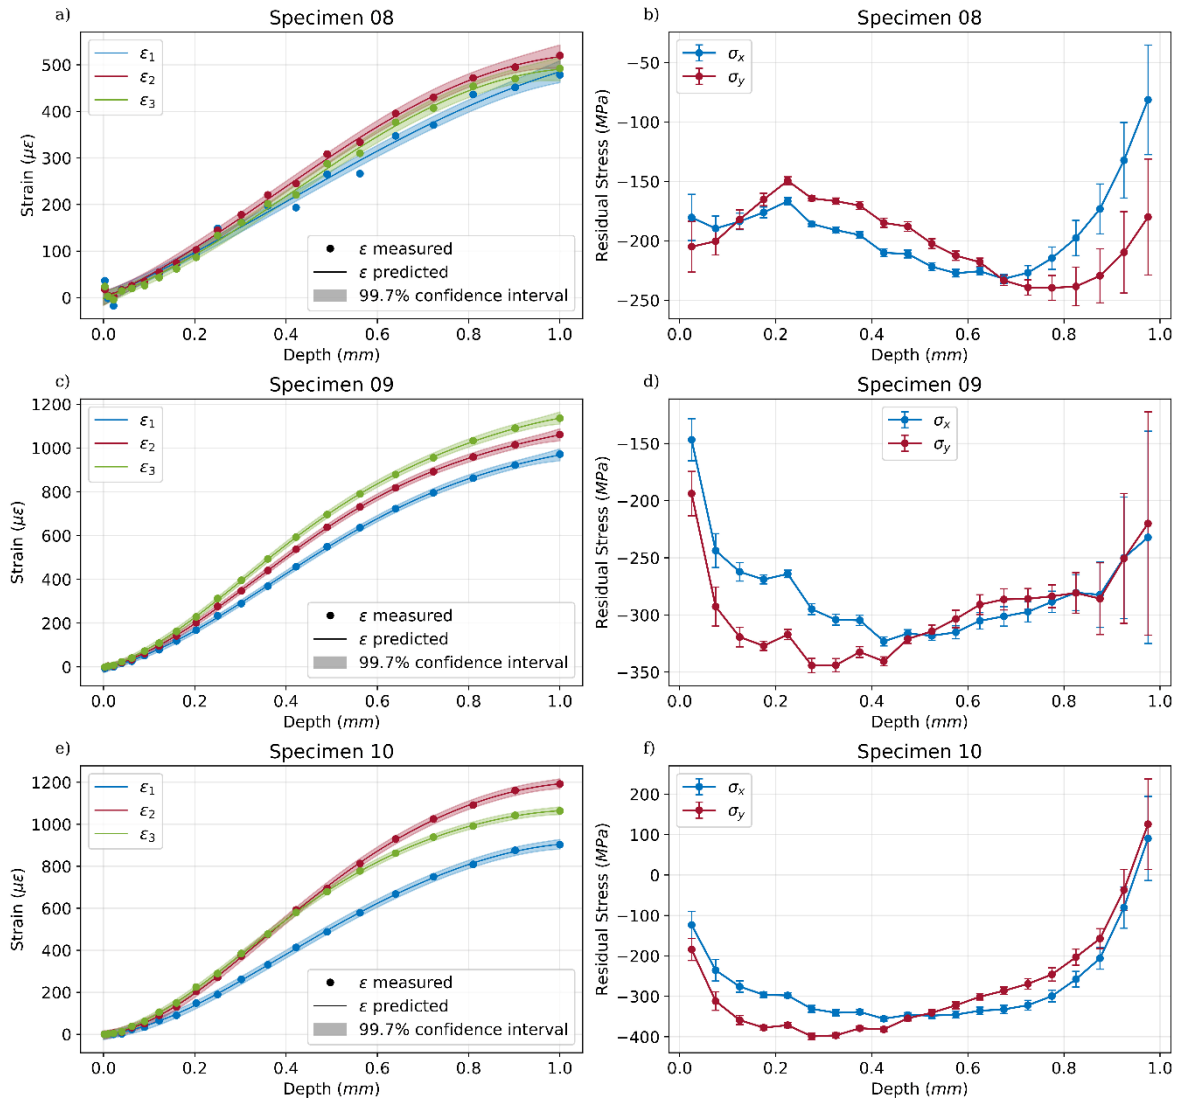 a)
Specimen 08
ε1
ε2
ε3
ε measured
ε predicted
99.7% confidence interval
Strain (με)
500
400
300
200
100
0
0.0 0.2 0.4 0.6 0.8 1.0
Depth (mm)
b)
Specimen 08
σx
σy
Residual Stress (MPa)
−50
−100
−150
−200
−250
0.0 0.2 0.4 0.6 0.8 1.0
Depth (mm)
c)
Specimen 09
ε1
ε2
ε3
ε measured
ε predicted
99.7% confidence interval
Strain (με)
1200
1000
800
600
400
200
0
0.0 0.2 0.4 0.6 0.8 1.0
Depth (mm)
d)
Specimen 09
σx
σy
Residual Stress (MPa)
−150
−200
−250
−300
−350
0.0 0.2 0.4 0.6 0.8 1.0
Depth (mm)
e)
Specimen 10
ε1
ε2
ε3
ε measured
ε predicted
99.7% confidence interval
Strain (με)
1200
1000
800
600
400
200
0
0.0 0.2 0.4 0.6 0.8 1.0
Depth (mm)
f)
Specimen 10
σx
σy
Residual Stress (MPa)
200
100
0
−100
−200
−300
−400
0.0 0.2 0.4 0.6 0.8 1.0
Depth (mm)